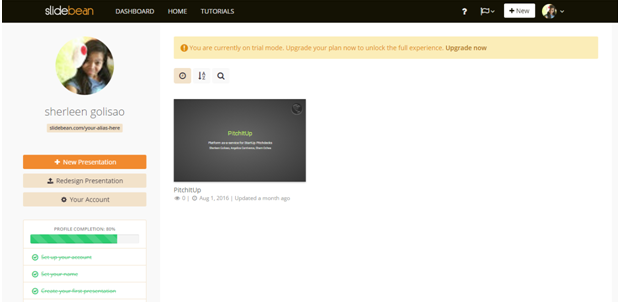 slidebean DASHBOARD HOME TUTORIALS ? + New
You are currently on trial mode. Upgrade your plan now to unlock the full experience. Upgrade now
sherleen golisao
slidebean.com/your-alias-here
+ New Presentation
Redesign Presentation
Your Account
PROFILE COMPLETION: 80%
Set up your account
Set your name
Create your first presentation
PitchItUp
Platform as a service for Startup Pitchdecks
PitchItUp
0 | Aug 1, 2016 | Updated a month ago